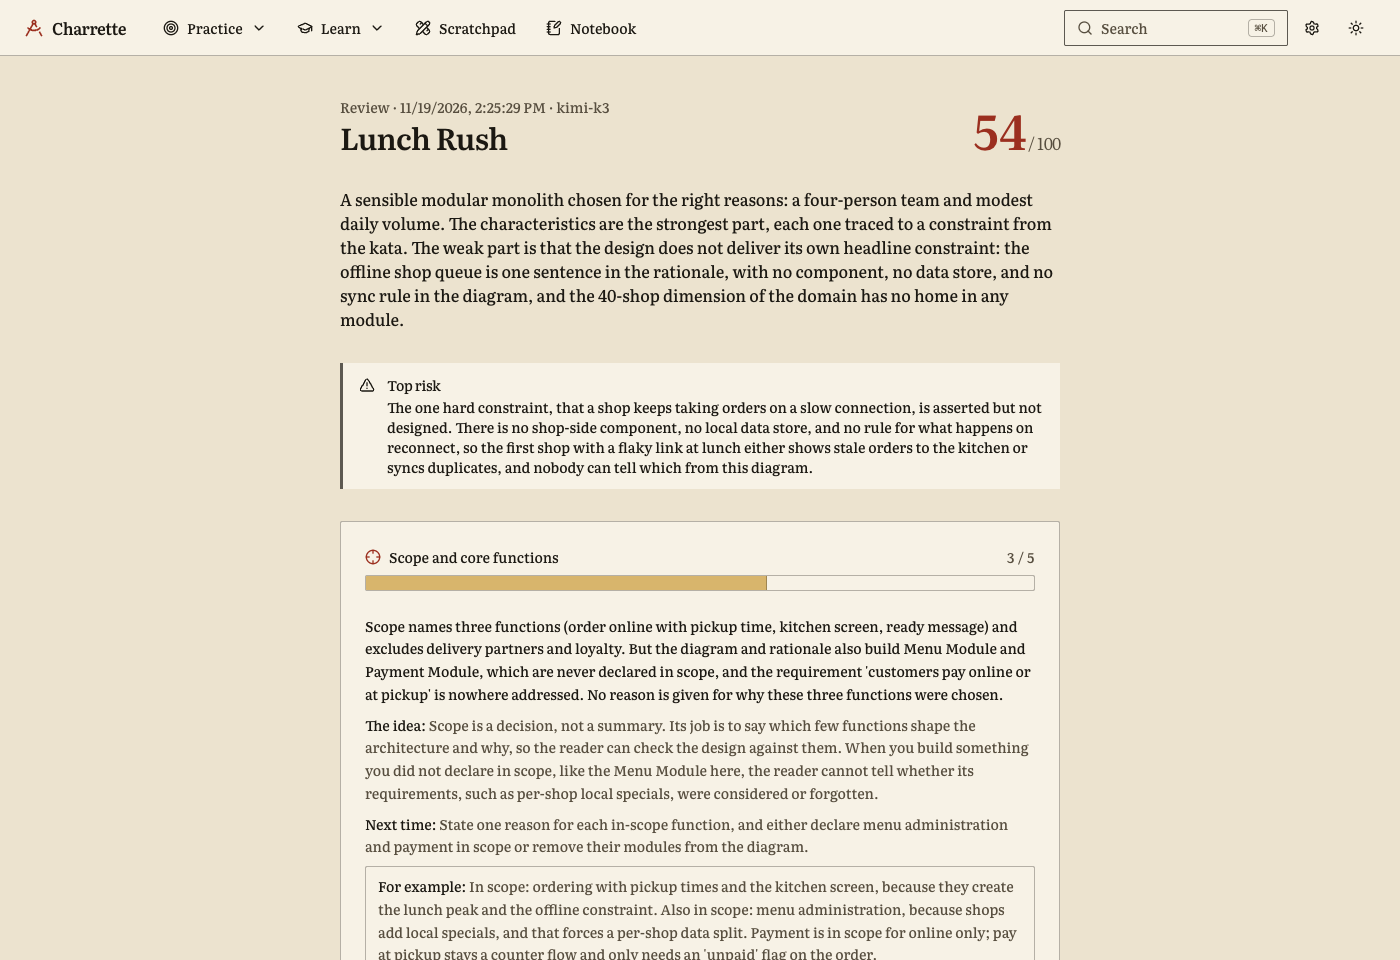 Charrette
Practice
Learn
Scratchpad
Notebook
Search
⌘K
Review · 11/19/2026, 2:25:29 PM · kimi-k3
Lunch Rush
54 / 100
A sensible modular monolith chosen for the right reasons: a four-person team and modest
daily volume. The characteristics are the strongest part, each one traced to a constraint from
the kata. The weak part is that the design does not deliver its own headline constraint: the
offline shop queue is one sentence in the rationale, with no component, no data store, and no
sync rule in the diagram, and the 40-shop dimension of the domain has no home in any
module.
Top risk
The one hard constraint, that a shop keeps taking orders on a slow connection, is asserted but not
designed. There is no shop-side component, no local data store, and no rule for what happens on
reconnect, so the first shop with a flaky link at lunch either shows stale orders to the kitchen or
syncs duplicates, and nobody can tell which from this diagram.
Scope and core functions
3 / 5
Scope names three functions (order online with pickup time, kitchen screen, ready message) and
excludes delivery partners and loyalty. But the diagram and rationale also build Menu Module and
Payment Module, which are never declared in scope, and the requirement 'customers pay online or
at pickup' is nowhere addressed. No reason is given for why these three functions were chosen.
The idea: Scope is a decision, not a summary. Its job is to say which few functions shape the
architecture and why, so the reader can check the design against them. When you build something
you did not declare in scope, like the Menu Module here, the reader cannot tell whether its
requirements, such as per-shop local specials, were considered or forgotten.
Next time: State one reason for each in-scope function, and either declare menu administration
and payment in scope or remove their modules from the diagram.
For example: In scope: ordering with pickup times and the kitchen screen, because they create
the lunch peak and the offline constraint. Also in scope: menu administration, because shops
add local specials, and that forces a per-shop data split. Payment is in scope for online only; pay
at pickup stays a counter flow and only needs an 'unpaid' flag on the order.